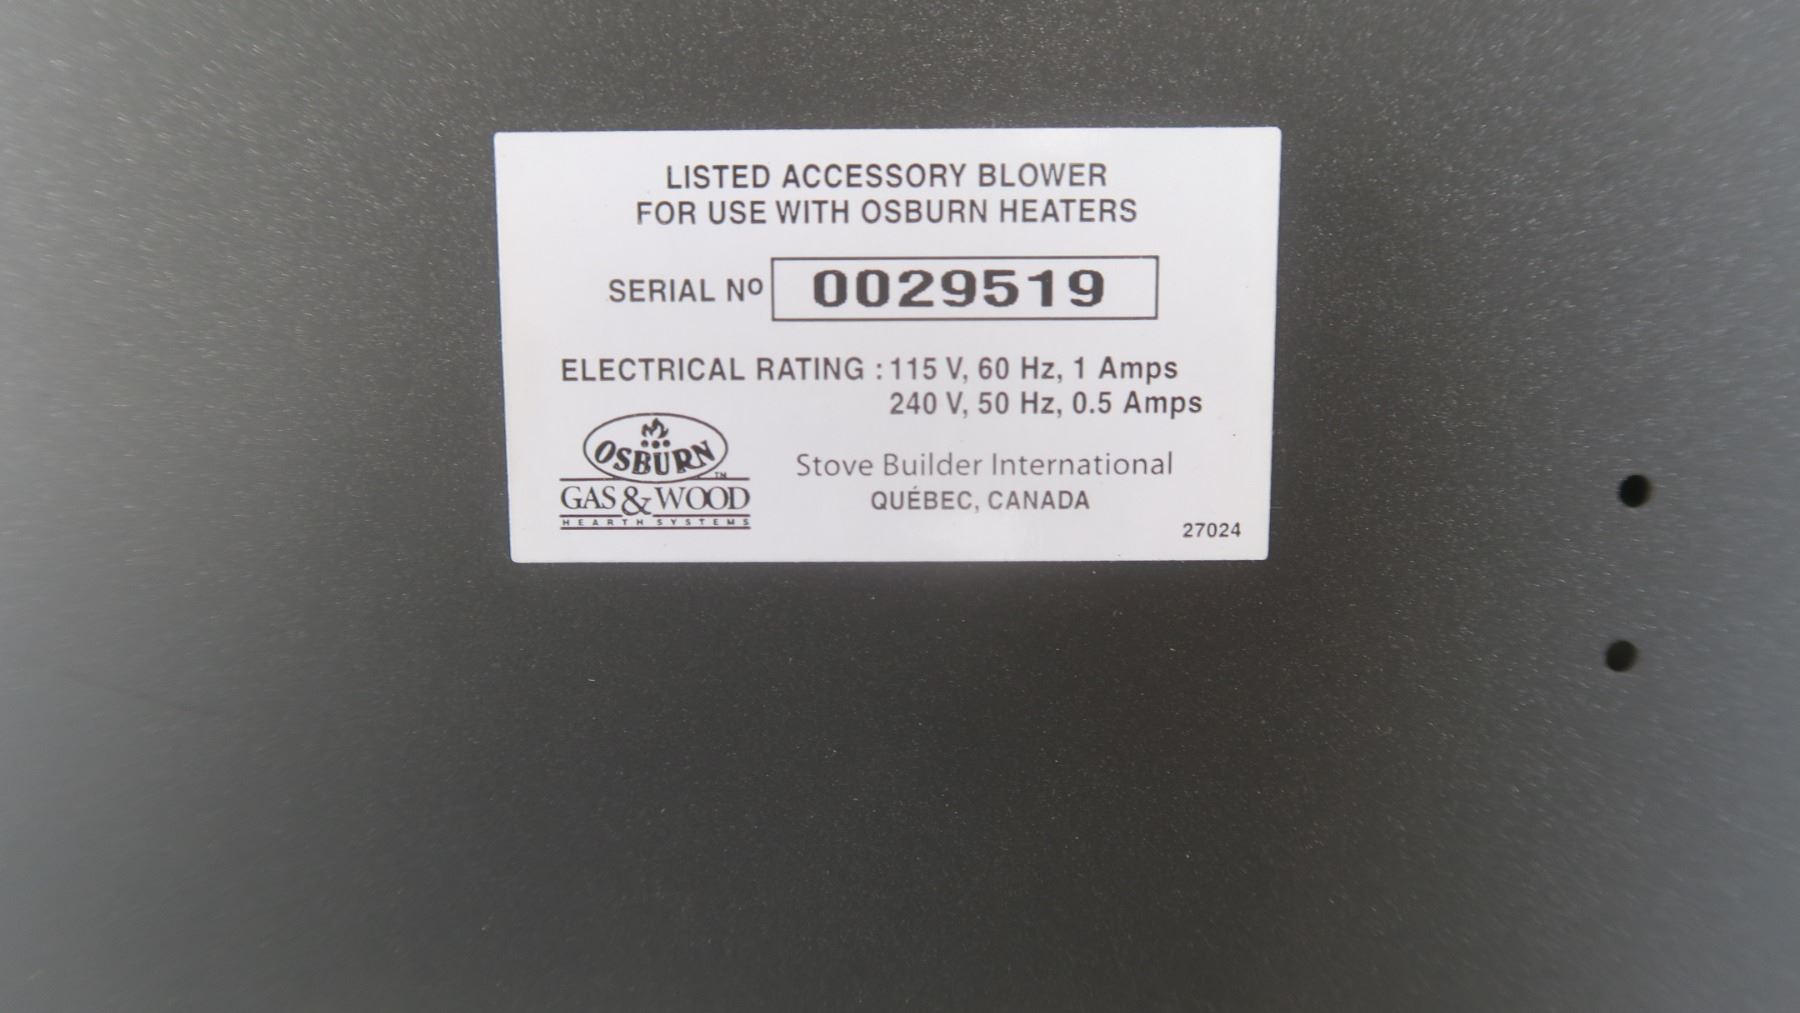 LISTED ACCESSORY BLOWER
FOR USE WITH OSBURN HEATERS
SERIAL Nº 0029519
ELECTRICAL RATING : 115 V, 60 Hz, 1 Amps
240 V, 50 Hz, 0.5 Amps
OSBURN™
GAS & WOOD
HEARTH SYSTEMS
Stove Builder International
QUÉBEC, CANADA
27024